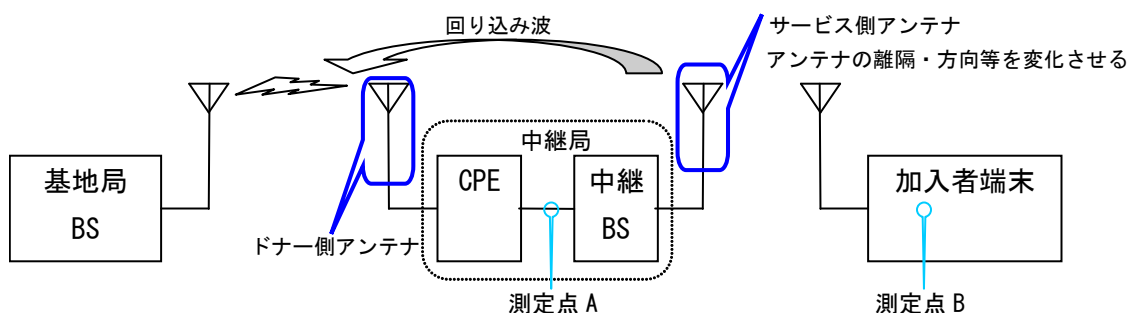 回り込み波
サービス側アンテナ
アンテナの離隔・方向等を変化させる
中継局
基地局
BS
CPE
中継
BS
加入者端末
ドナー側アンテナ
測定点 A
測定点 B